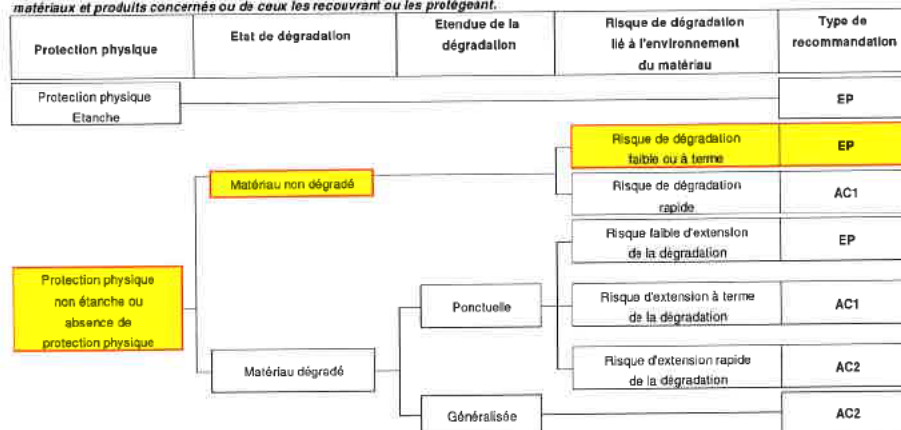 matériaux et produits concernés ou de ceux les recouvrant ou les protégeant.
Protection physique
Etat de dégradation
Etendue de la
dégradation
Risque de dégradation
lié à l'environnement
du matériau
Type de
recommandation
Protection physique
Etanche
EP
Risque de dégradation
faible ou à terme
EP
Matériau non dégradé
Risque de dégradation
rapide
AC1
Risque faible d'extension
de la dégradation
EP
Protection physique
non étanche ou
absence de
protection physique
Ponctuelle
Risque d'extension à terme
de la dégradation
AC1
Matériau dégradé
Risque d'extension rapide
de la dégradation
AC2
Généralisée
AC2